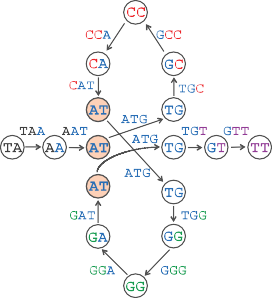 CC
CCA GCC
CA GC
CAT TGC
AT TG
ATG
TAA AAT ATG TGT GTT
TA AA AT TG GT TT
AT ATG
TG
GAT TGG
GA GG
GGA GGG
GG